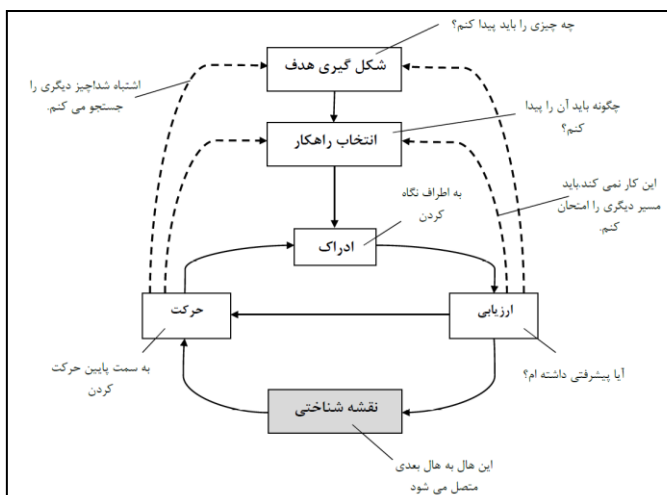 چه چیزی را باید پیدا کنم؟
شکل گیری هدف
اشتباه شداچیز دیگری را
جستجو می کنم.
چگونه باید آن را پیدا
کنم؟
انتخاب راهکار
به اطراف نگاه
کردن
این کار نمی کند.باید
مسیر دیگری را امتحان
کنم.
ادراک
حرکت
ارزیابی
به سمت پایین حرکت
کردن
آیا پیشرفتی داشته ام؟
نقشه شناختی
این هال به هال بعدی
متصل می شود